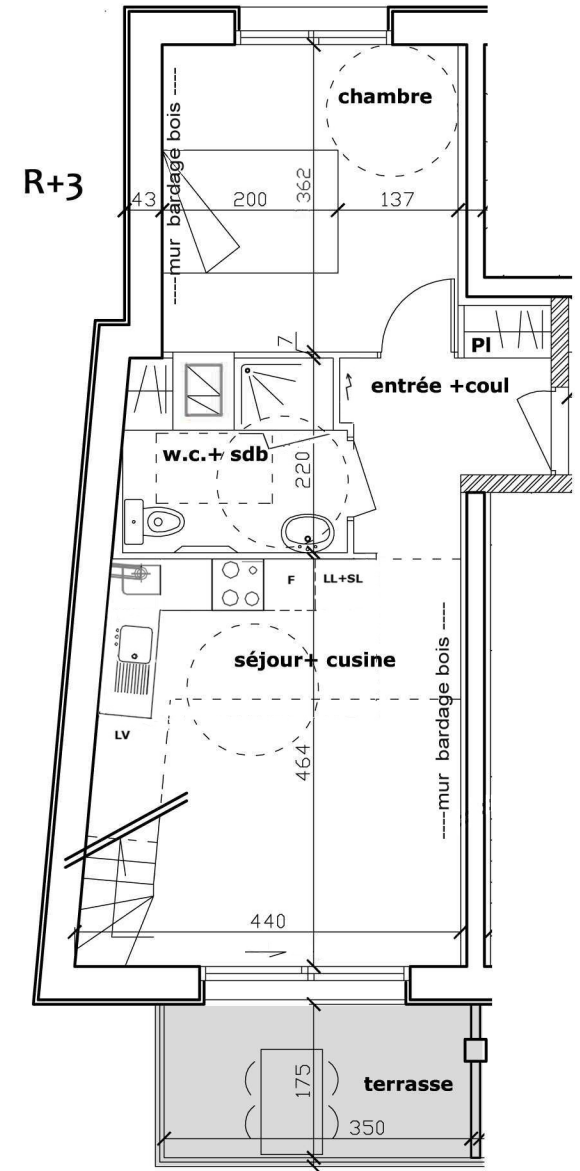 chambre
R+3
----mur bardage bois ----
43
200
362
137
7
Pl
entrée +coul
w.c.+ sdb
220
F
LL+SL
séjour+ cusine
----mur bardage bois ----
LV
464
440
175
terrasse
350